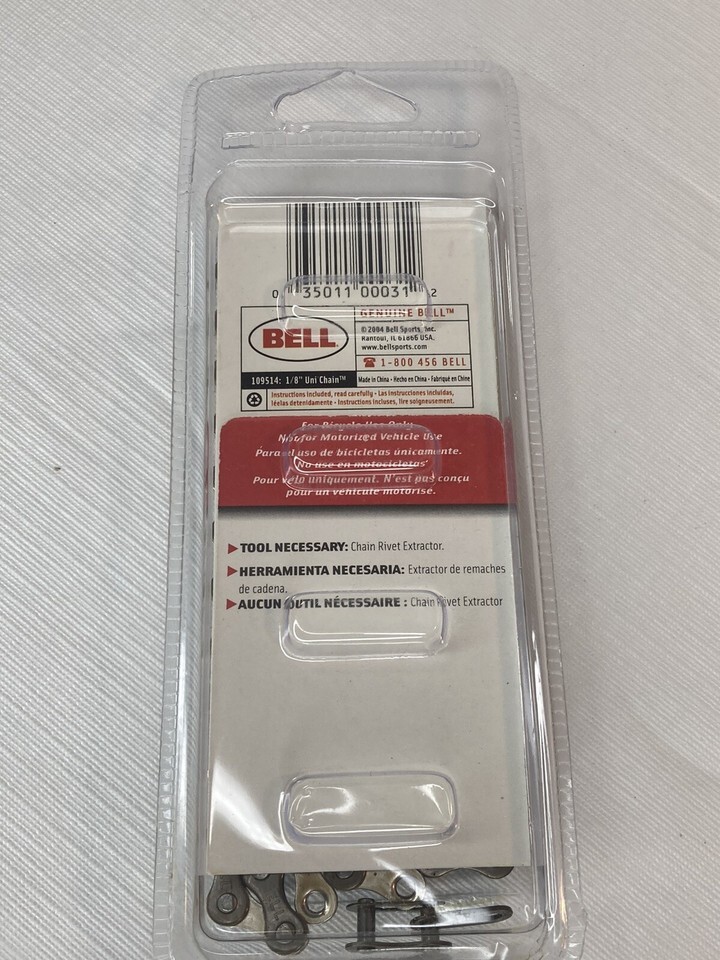 0 35011 00031 2
BELL
GENUINE BELL™
© 2004 Bell Sports, Inc.
Rantoul, IL 61866 USA.
www.bellsports.com
1-800 456 BELL
109514: 1/8" Uni Chain™
Made in China • Hecho en China • Fabriqué en Chine
Instructions included, read carefully • Las instrucciones incluidas,
léelas detenidamente • Instructions incluses, lire soigneusement.
For Bicycle Use Only
Not for Motorized Vehicle Use
Para el uso de bicicletas únicamente.
No use en motocicletas
Pour vélo uniquement. N'est pas conçu
pour un véhicule motorisé.
TOOL NECESSARY: Chain Rivet Extractor.
HERRAMIENTA NECESARIA: Extractor de remaches
de cadena.
AUCUN OUTIL NÉCESSAIRE : Chain Rivet Extractor